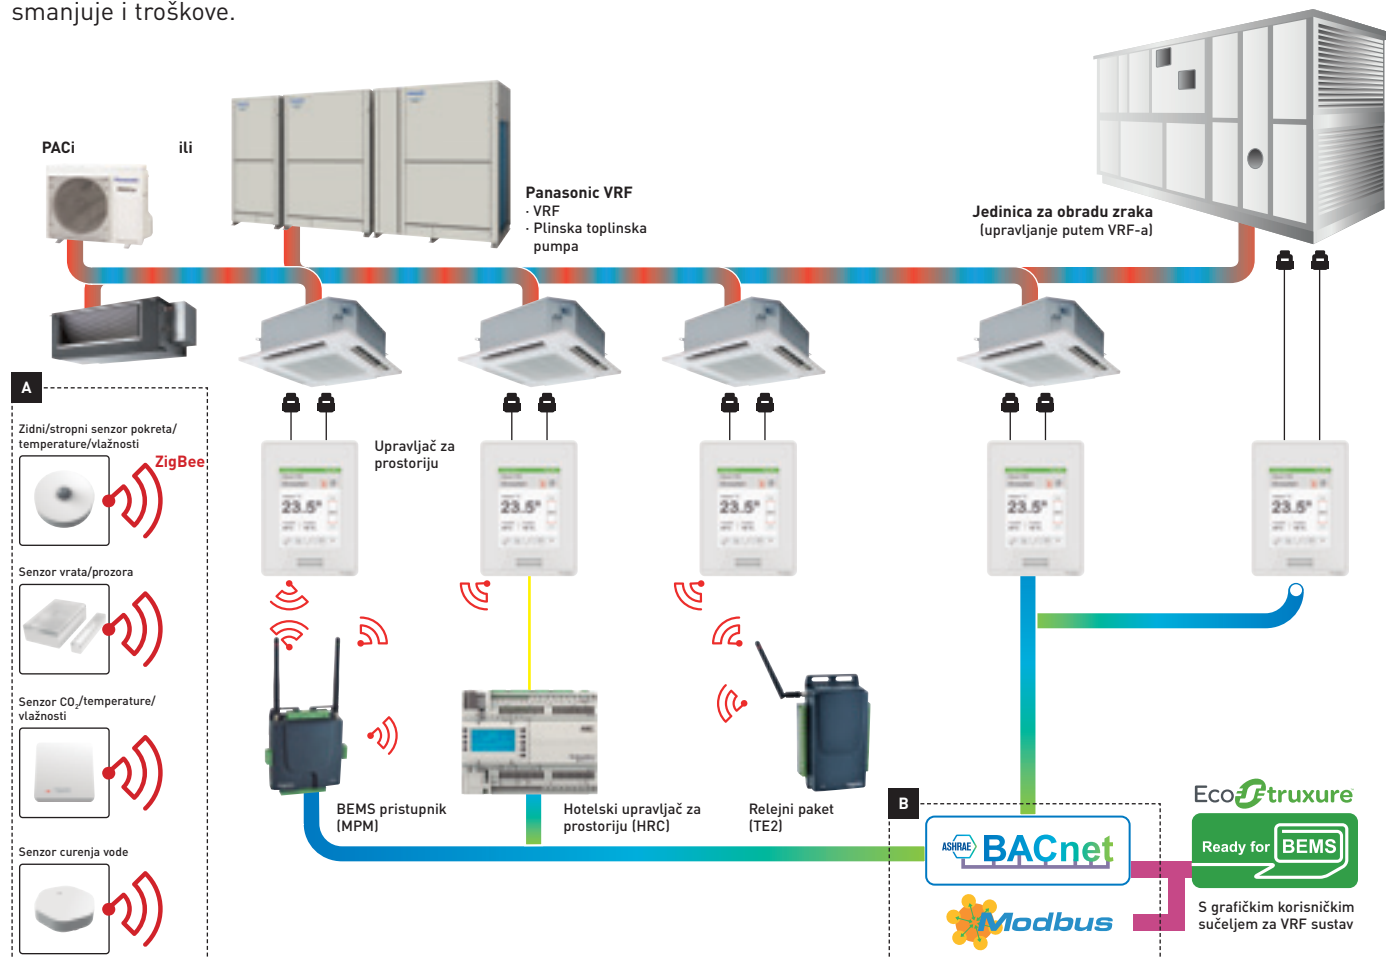 smanjuje i troškove.
PACi
ili
Panasonic VRF
· VRF
· Plinska toplinska
pumpa
Jedinica za obradu zraka
(upravljanje putem VRF-a)
A
Zidni/stropni senzor pokreta/
temperature/vlažnosti
ZigBee
Senzor vrata/prozora
Senzor CO₂/temperature/
vlažnosti
Senzor curenja vode
Upravljač za
prostoriju
23.5°
23.5°
23.5°
23.5°
23.5°
BEMS pristupnik
(MPM)
Hotelski upravljač za
prostoriju (HRC)
Relejni paket
(TE2)
B
ASHRAE BACnet
Modbus
EcoStruxure
Ready for BEMS
S grafičkim korisničkim
sučeljem za VRF sustav